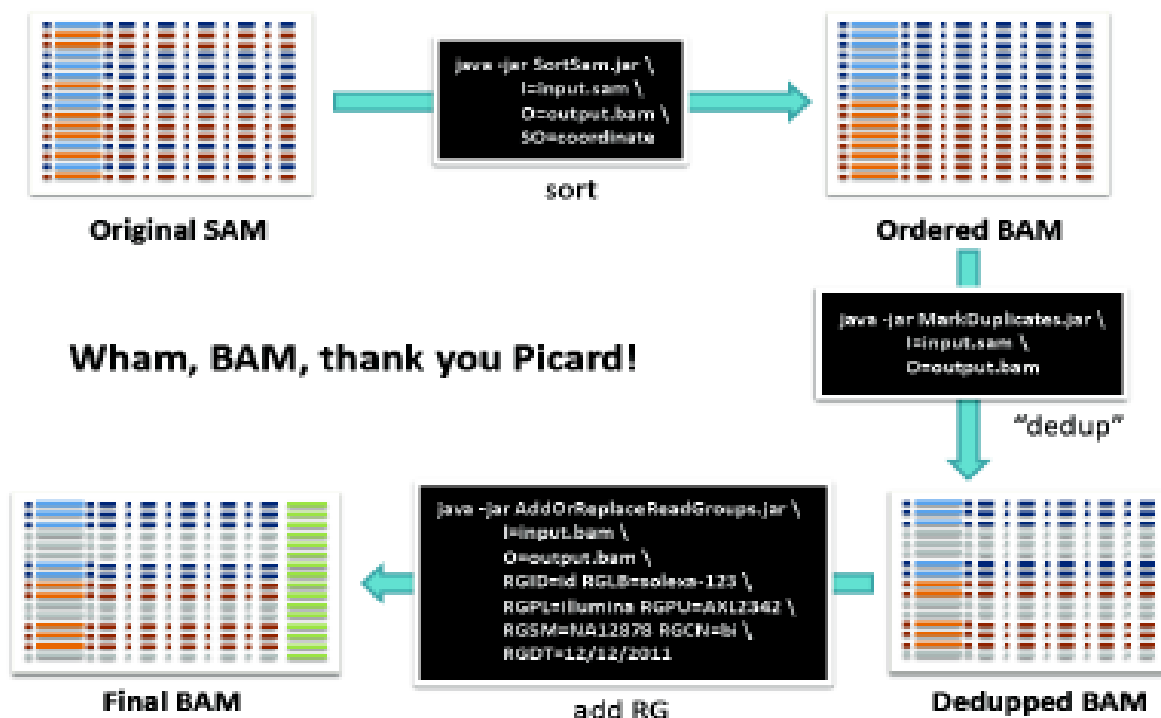 java -jar SortSam.jar \
I=input.sam \
O=output.bam \
SO=coordinate
sort
Original SAM
Ordered BAM
java -jar MarkDuplicates.jar \
I=input.sam \
O=output.bam
"dedup"
Wham, BAM, thank you Picard!
java -jar AddOrReplaceReadGroups.jar \
I=input.bam \
O=output.bam \
RGID=id RGLB=solexa-123 \
RGPL=illumina RGPU=AXL2342 \
RGSM=NA12878 RGCN=bi \
RGDT=12/12/2011
add RG
Final BAM
Dedupped BAM